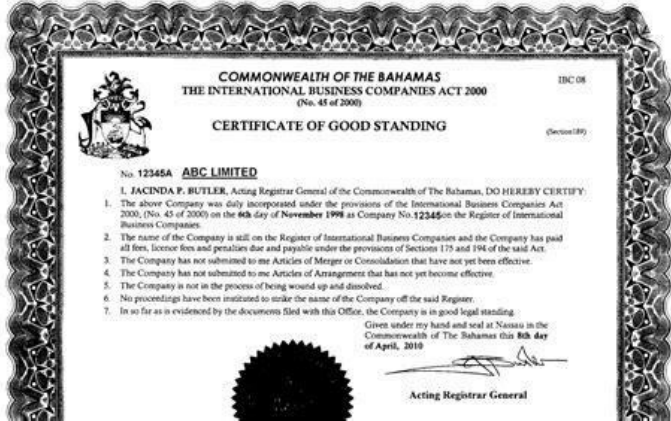 COMMONWEALTH OF THE BAHAMAS
IBC 08
THE INTERNATIONAL BUSINESS COMPANIES ACT 2000
(No. 45 of 2000)
CERTIFICATE OF GOOD STANDING
(Section 189)
No. 12345A ABC LIMITED
I, JACINDA P. BUTLER, Acting Registrar General of the Commonwealth of The Bahamas, DO HEREBY CERTIFY:
1. The above Company was duly incorporated under the provisions of the International Business Companies Act
2000, (No. 45 of 2000) on the 6th day of November 1998 as Company No.12345on the Register of International
Business Companies.
2. The name of the Company is still on the Register of International Business Companies and the Company has paid
all fees, licence fees and penalties due and payable under the provisions of Sections 175 and 194 of the said Act.
3. The Company has not submitted to me Articles of Merger or Consolidation that have not yet been effective.
4. The Company has not submitted to me Articles of Arrangement that has not yet become effective.
5. The Company is not in the process of being wound up and dissolved.
6. No proceedings have been instituted to strike the name of the Company off the said Register.
7. In so far as is evidenced by the documents filed with this Office, the Company is in good legal standing.
Given under my hand and seal at Nassau in the
Commonwealth of The Bahamas this 8th day
of April, 2010
Acting Registrar General